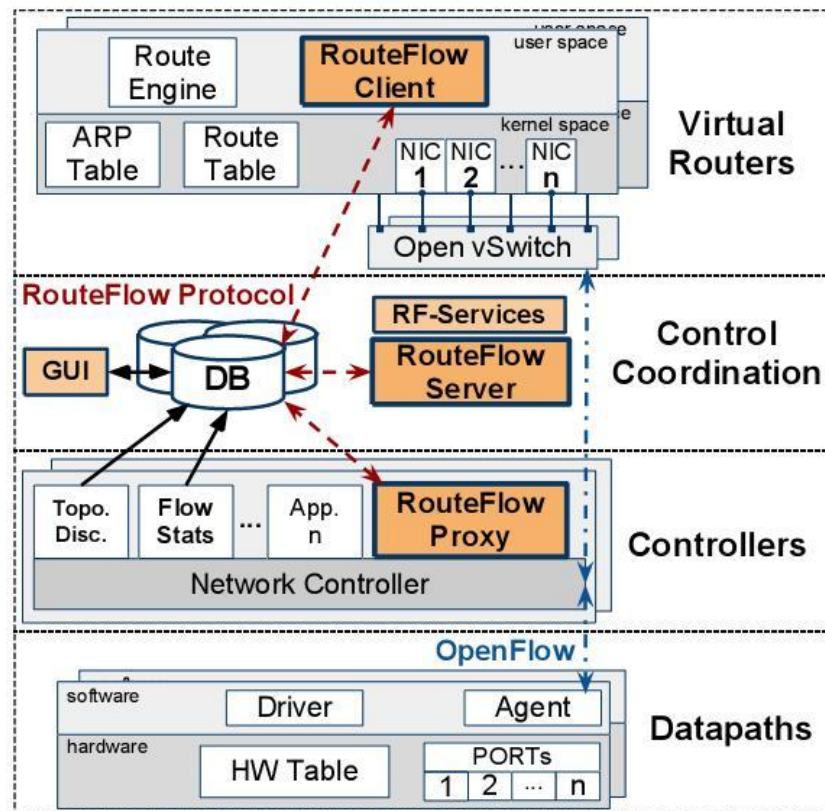 user space
user space
Route
Engine
RouteFlow
Client
kernel space
ARP
Table
Route
Table
NIC
1
NIC
2
...
NIC
n
Virtual
Routers
Open vSwitch
RouteFlow Protocol
RF-Services
GUI
DB
RouteFlow
Server
Control
Coordination
Topo.
Disc.
Flow
Stats
...
App.
n
RouteFlow
Proxy
Network Controller
Controllers
OpenFlow
software
Driver
Agent
hardware
HW Table
PORTs
1 2 ... n
Datapaths